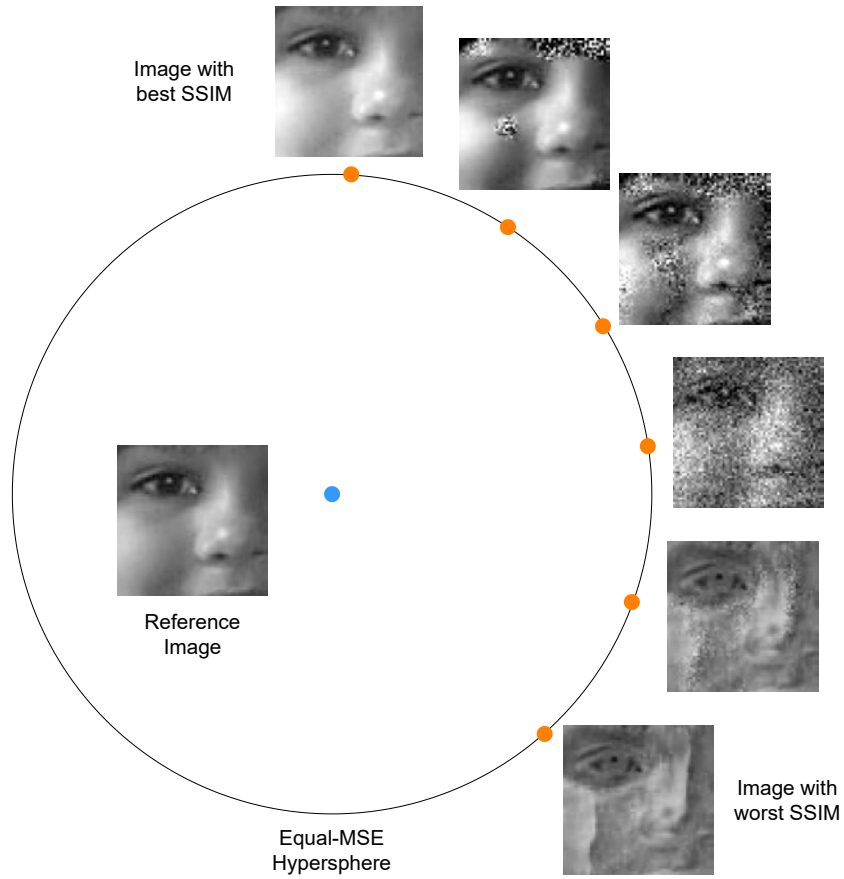 Image with
best SSIM
Reference
Image
Image with
worst SSIM
Equal-MSE
Hypersphere